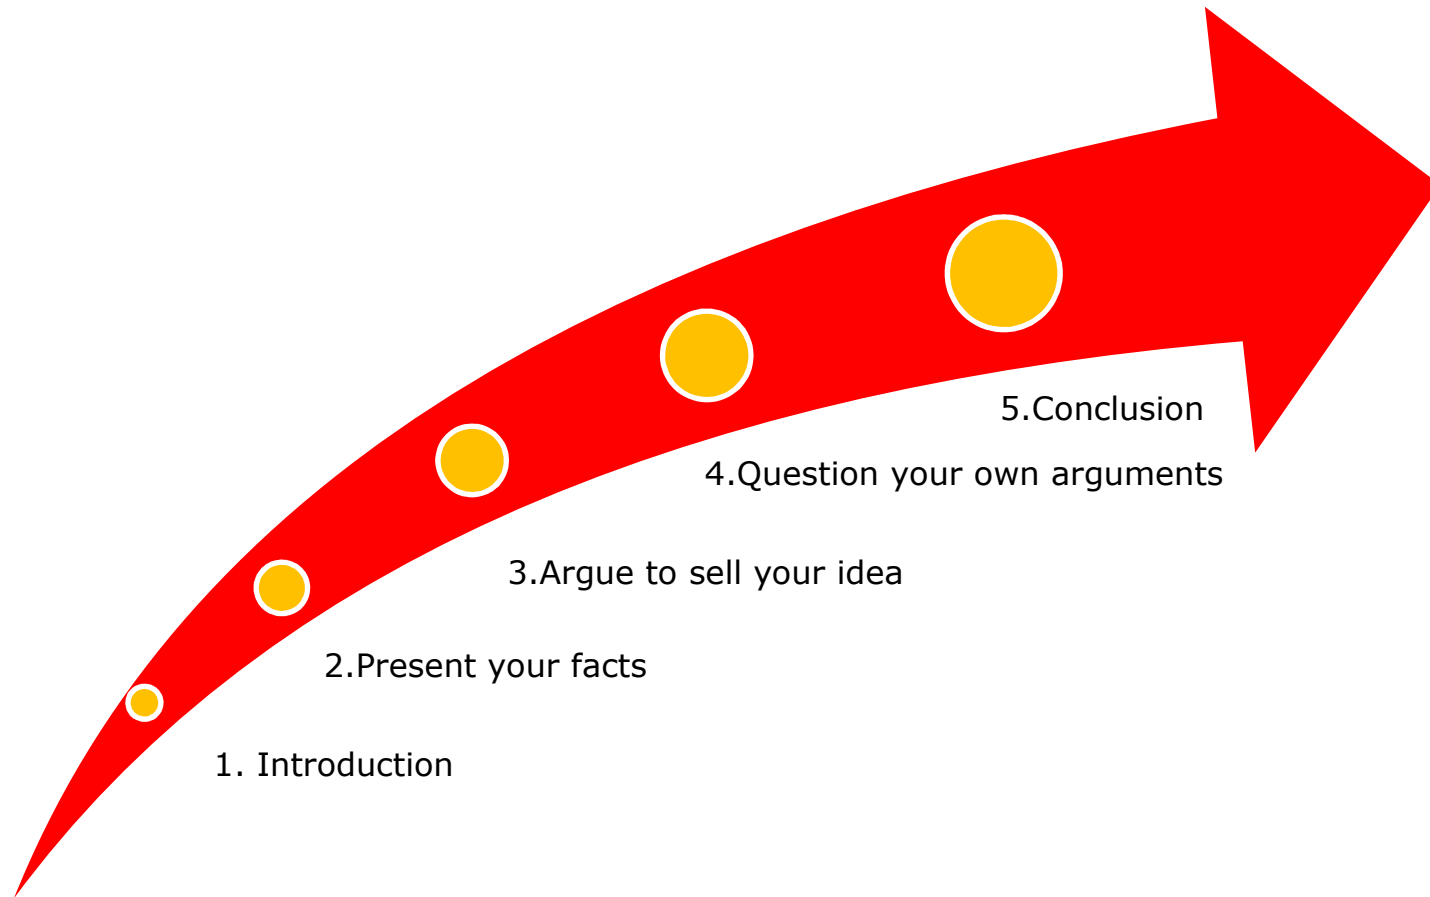 1. Introduction
2.Present your facts
3.Argue to sell your idea
4.Question your own arguments
5.Conclusion